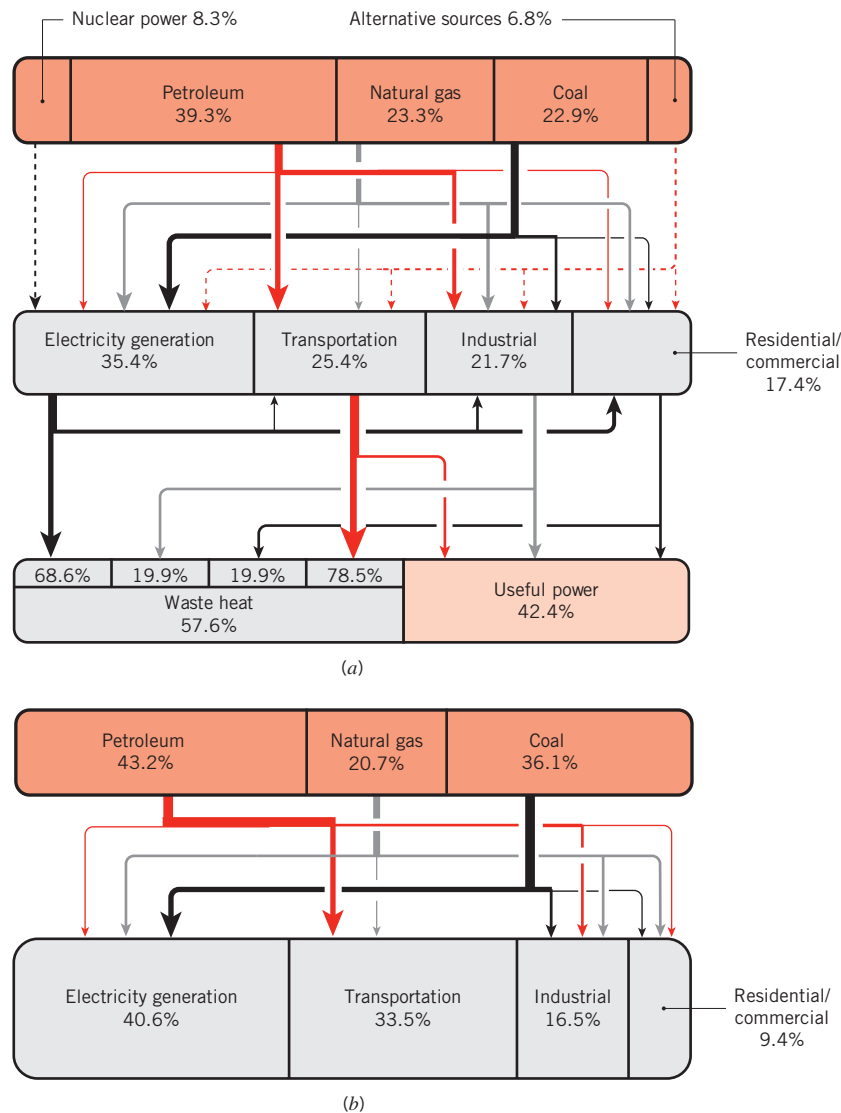 Nuclear power 8.3%
Alternative sources 6.8%
Petroleum
39.3%
Natural gas
23.3%
Coal
22.9%
Electricity generation
35.4%
Transportation
25.4%
Industrial
21.7%
Residential/
commercial
17.4%
68.6%
19.9%
19.9%
78.5%
Waste heat
57.6%
Useful power
42.4%
(a)
Petroleum
43.2%
Natural gas
20.7%
Coal
36.1%
Electricity generation
40.6%
Transportation
33.5%
Industrial
16.5%
Residential/
commercial
9.4%
(b)